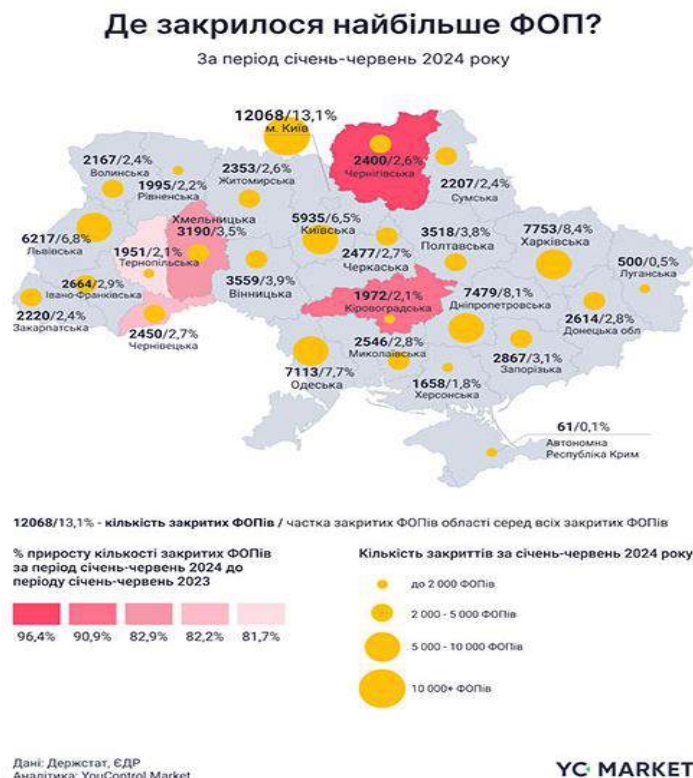 Де закрилося найбільше ФОП?
За період січень-червень 2024 року
12068/13,1%
м. Київ
2400/2,6%
Чернігівська
2167/2,4%
Волинська
1995/2,2%
Рівненська
2353/2,6%
Житомирська
2207/2,4%
Сумська
Хмельницька
3190/3,5%
5935/6,5%
Київська
3518/3,8%
Полтавська
7753/8,4%
Харківська
6217/6,8%
Львівська
1951/2,1%
Тернопільська
2477/2,7%
Черкаська
500/0,5%
Луганська
2664/2,9%
Івано-Франківська
3559/3,9%
Вінницька
1972/2,1%
Кіровоградська
7479/8,1%
Дніпропетровська
2614/2,8%
Донецька обл
2220/2,4%
Закарпатська
2450/2,7%
Чернівецька
2546/2,8%
Миколаївська
2867/3,1%
Запорізька
7113/7,7%
Одеська
1658/1,8%
Херсонська
61/0,1%
Автономна
Республіка Крим
12068/13,1% - кількість закритих ФОПів / частка закритих ФОПів області серед всіх закритих ФОПів
% приросту кількості закритих ФОПів
за період січень-червень 2024 до
періоду січень-червень 2023
96,4% 90,9% 82,9% 82,2% 81,7%
Кількість закриттів за січень-червень 2024 року
до 2 000 ФОПів
2 000 - 5 000 ФОПів
5 000 - 10 000 ФОПів
10 000+ ФОПів
Дані: Держстат, ЄДР
Аналітика: YouControl Market
YC MARKET